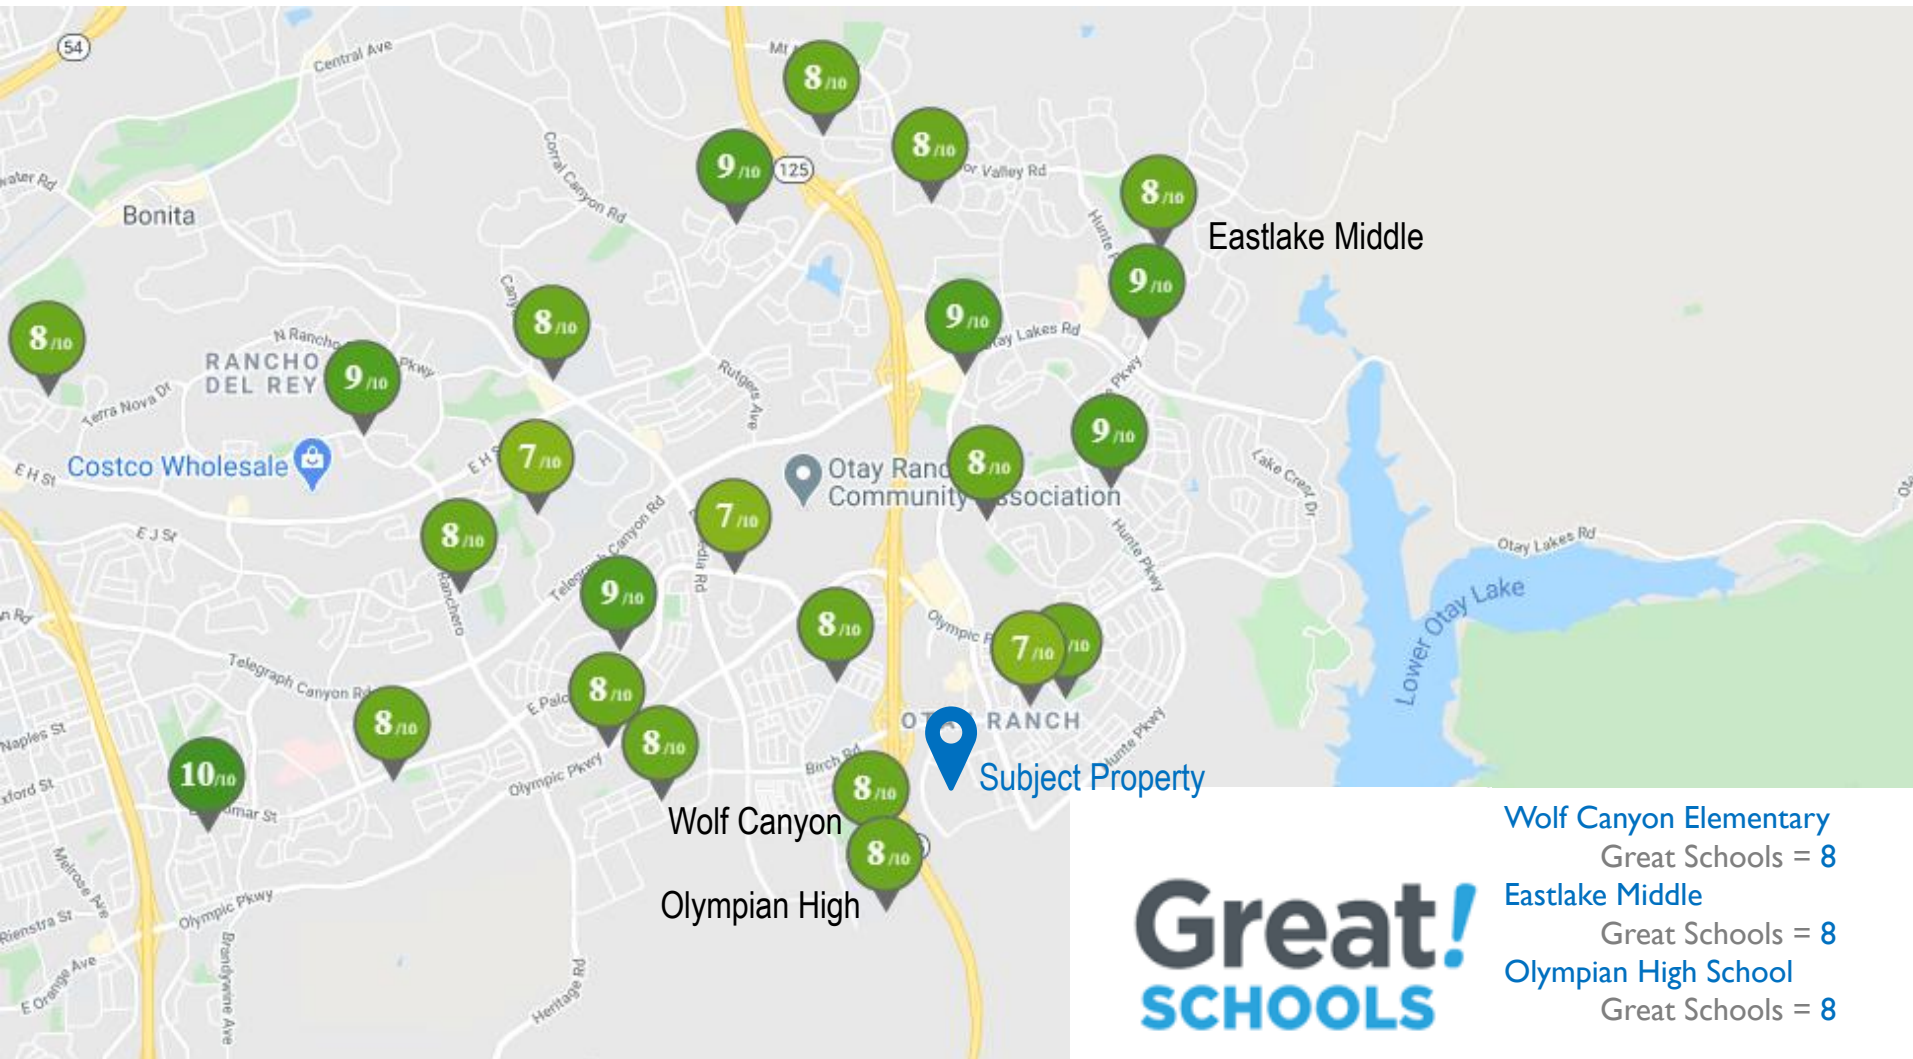 54
Central Ave
8/10
8/10
9/10
125
or Valley Rd
8/10
Eastlake Middle
Bonita
Corral Canyon Rd
9/10
8/10
9/10
Otay Lakes Rd
8/10
N Rancho
Pkwy
RANCHO
DEL REY
9/10
Terra Nova Dr
Rutgers Ave
9/10
7/10
8/10
Costco Wholesale
E H St
Otay Ranc
Community
ssociation
Lake Crest Dr
7/10
8/10
E J St
Telegraph Canyon Rd
Hunte Pkwy
Otay Lakes Rd
Lower Otay Lake
9/10
8/10
Olympic P
7/10
/10
Ranchero
Telegraph Canyon Rd
8/10
8/10
8/10
E Palo
OTAY RANCH
Hunte Pkwy
Naples St
10/10
Birch Rd
8/10
Subject Property
Olympic Pkwy
Wolf Canyon
8/10
Olympian High
Melrose Ave
Olympic Pkwy
Rienstra St
Brandywine Ave
E Orange Ave
Heritage Rd
Great!
SCHOOLS
Wolf Canyon Elementary
Great Schools = 8
Eastlake Middle
Great Schools = 8
Olympian High School
Great Schools = 8